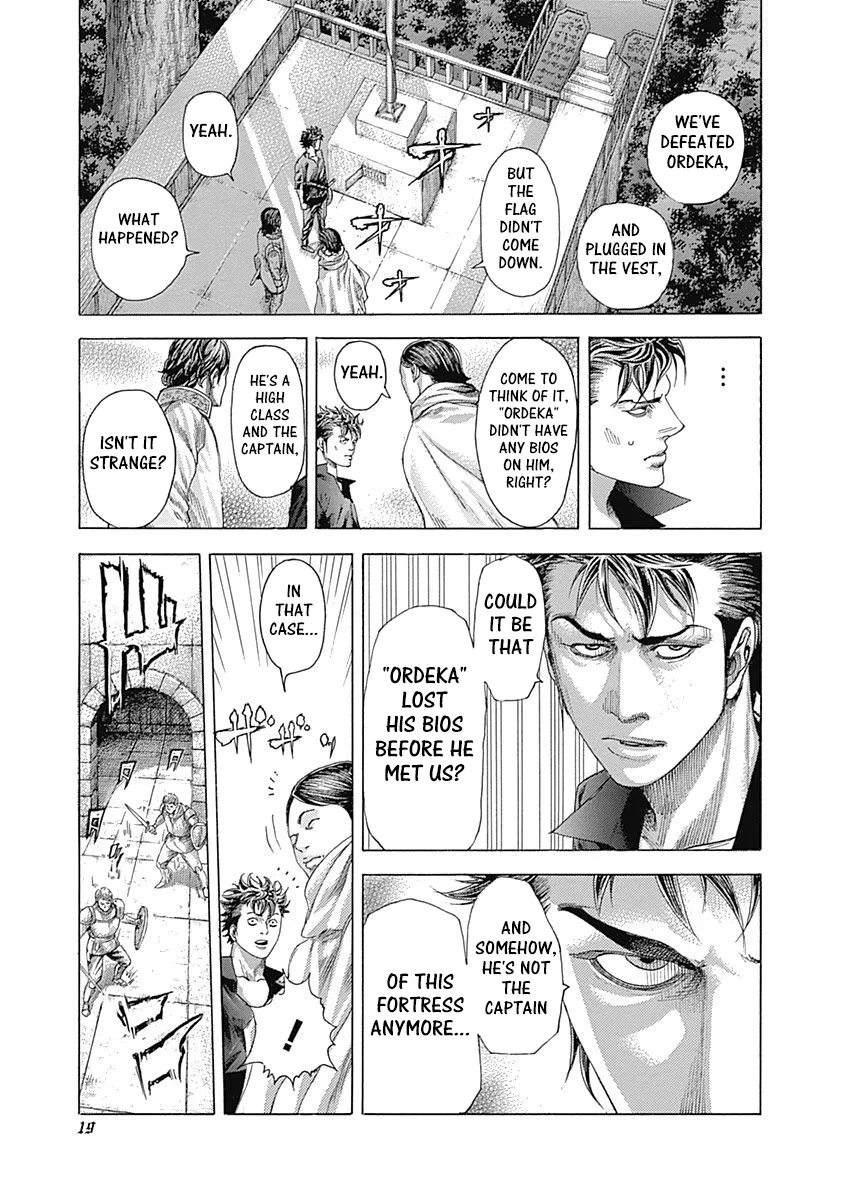 WE'VE
DEFEATED
ORDEKA,
AND
PLUGGED IN
THE VEST,
BUT
THE
FLAG
DIDN'T
COME
DOWN.
YEAH.
WHAT
HAPPENED?
...
COME TO
THINK OF IT,
"ORDEKA"
DIDN'T HAVE
ANY BIOS
ON HIM,
RIGHT?
YEAH.
HE'S A
HIGH
CLASS
AND THE
CAPTAIN,
ISN'T IT
STRANGE?
COULD
IT BE
THAT
"ORDEKA"
LOST
HIS BIOS
BEFORE HE
MET US?
AND
SOMEHOW,
HE'S NOT
THE
CAPTAIN
OF THIS
FORTRESS
ANYMORE...
IN
THAT
CASE...
!
19